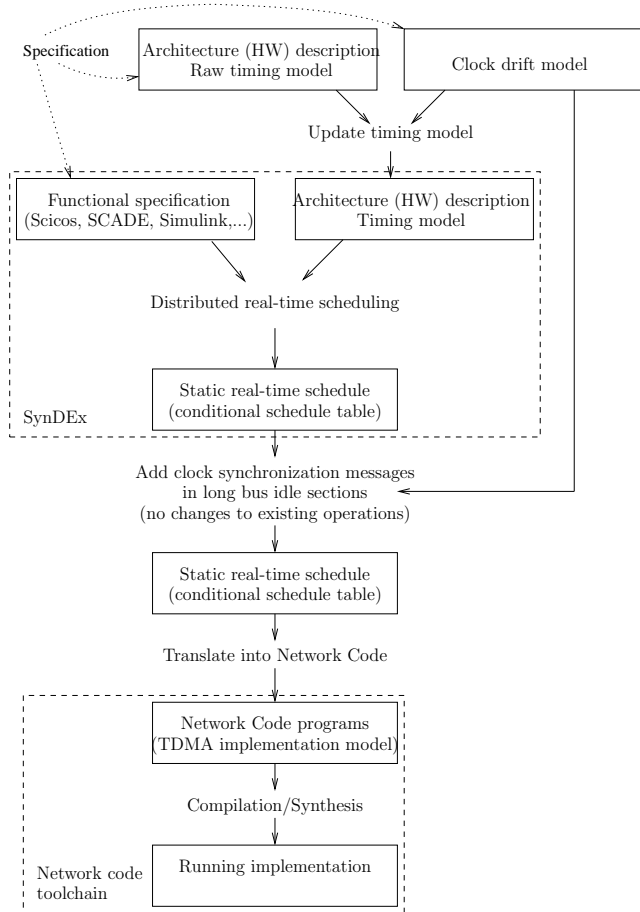 Specification
Architecture (HW) description
Raw timing model
Clock drift model
Update timing model
Functional specification
(Scicos, SCADE, Simulink,...)
Architecture (HW) description
Timing model
Distributed real-time scheduling
Static real-time schedule
(conditional schedule table)
SynDEx
Add clock synchronization messages
in long bus idle sections
(no changes to existing operations)
Static real-time schedule
(conditional schedule table)
Translate into Network Code
Network Code programs
(TDMA implementation model)
Compilation/Synthesis
Running implementation
Network code
toolchain